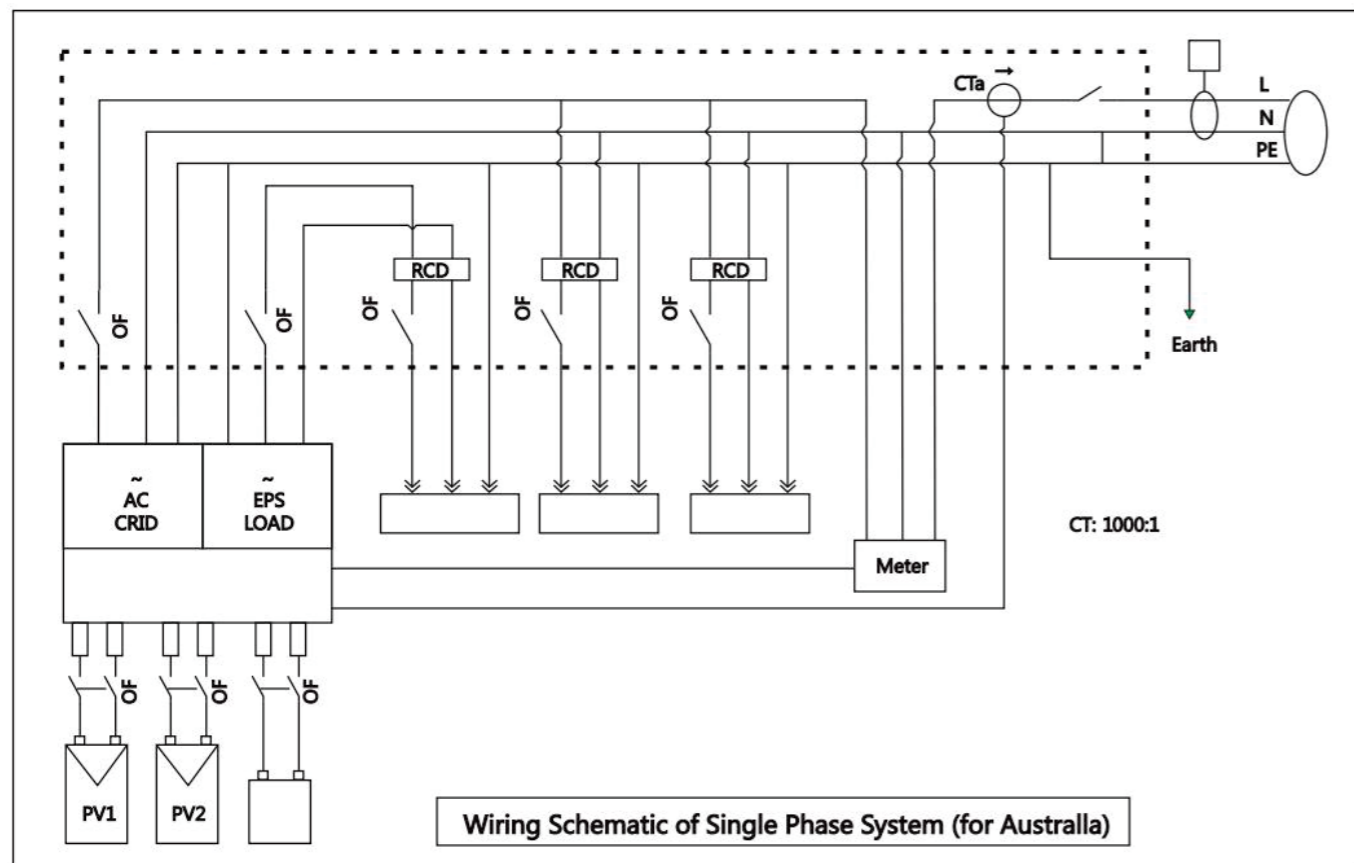 CTa
L
N
PE
RCD
RCD
RCD
OF
OF
OF
OF
OF
Earth
~
AC
CRID
~
EPS
LOAD
CT: 1000:1
Meter
OF
OF
OF
PV1
PV2
Wiring Schematic of Single Phase System (for Australla)